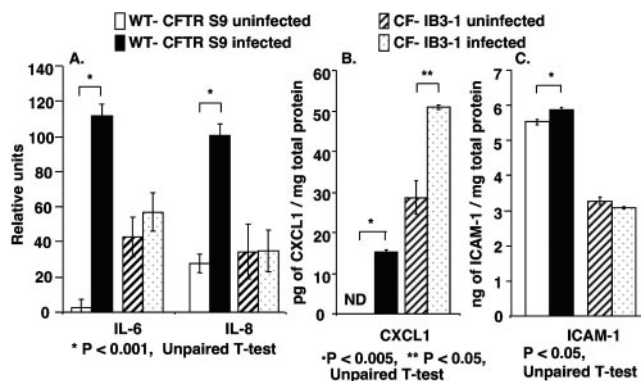 WT- CFTR S9 uninfected
CF- IB3-1 uninfected
WT- CFTR S9 infected
CF- IB3-1 infected
A.
B.
C.
140
120
100
80
60
40
20
0
Relative units
*
*
IL-6
IL-8
* P < 0.001, Unpaired T-test
60
50
40
30
20
10
0
pg of CXCL1 / mg total protein
ND
*
**
CXCL1
•P < 0.005, ** P < 0.05,
Unpaired T-test
7
6
5
4
3
2
1
0
ng of ICAM-1 / mg total protein
*
ICAM-1
P < 0.05,
Unpaired T-test